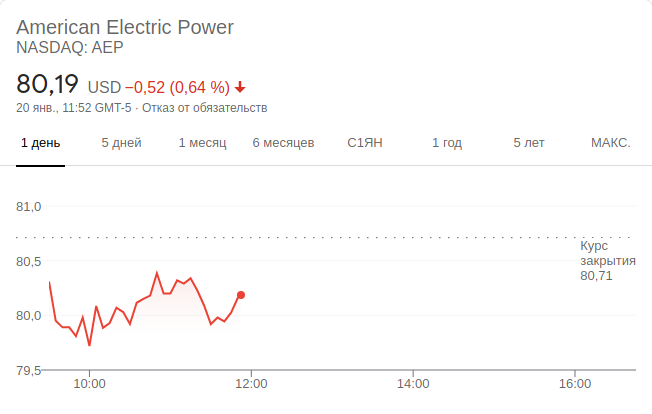 American Electric Power
NASDAQ: AEP
80,19 USD −0,52 (0,64 %)
20 янв., 11:52 GMT-5 · Отказ от обязательств
1 день 5 дней 1 месяц 6 месяцев С1ЯН 1 год 5 лет МАКС.
81,0
Курс
80,5 закрытия
80,71
80,0
79,5
10:00 12:00 14:00 16:00